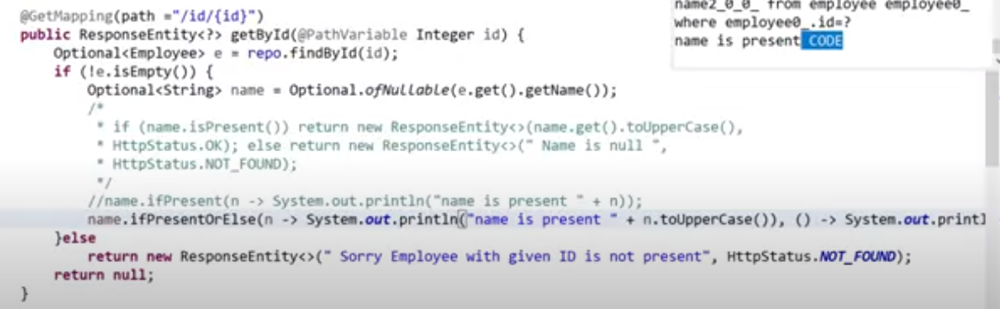 @GetMapping(path ="/id/{id}")
public ResponseEntity<?> getById(@PathVariable Integer id) {
Optional<Employee> e = repo.findById(id);
if (!e.isEmpty()) {
Optional<String> name = Optional.ofNullable(e.get().getName());
/*
* if (name.isPresent()) return new ResponseEntity<>(name.get().toUpperCase(),
* HttpStatus.OK); else return new ResponseEntity<>(" Name is null ",
* HttpStatus.NOT_FOUND);
*/
//name.ifPresent(n -> System.out.println("name is present " + n));
name.ifPresentOrElse(n -> System.out.println("name is present " + n.toUpperCase()), () -> System.out.printl
}else
return new ResponseEntity<>(" Sorry Employee with given ID is not present", HttpStatus.NOT_FOUND);
return null;
}
name2_0_0_ from employee employee0_
where employee0_.id=?
name is present CODE